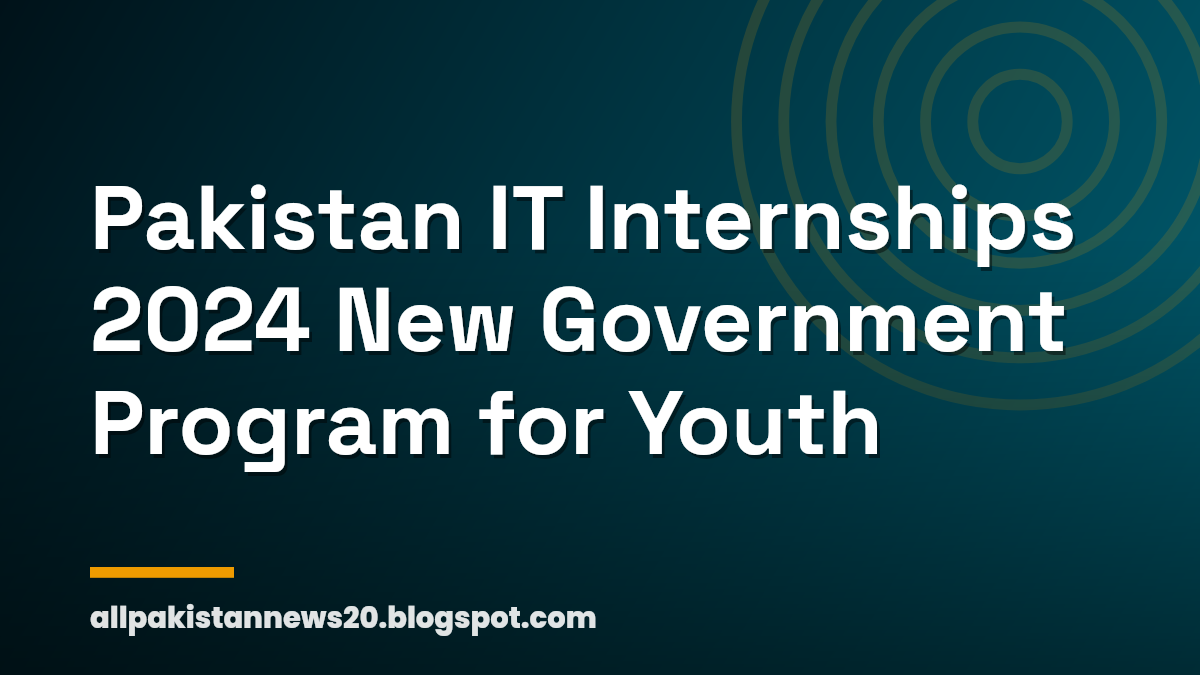 Pakistan IT Internships
2024 New Government
Program for Youth
allpakistannews20.blogspot.com